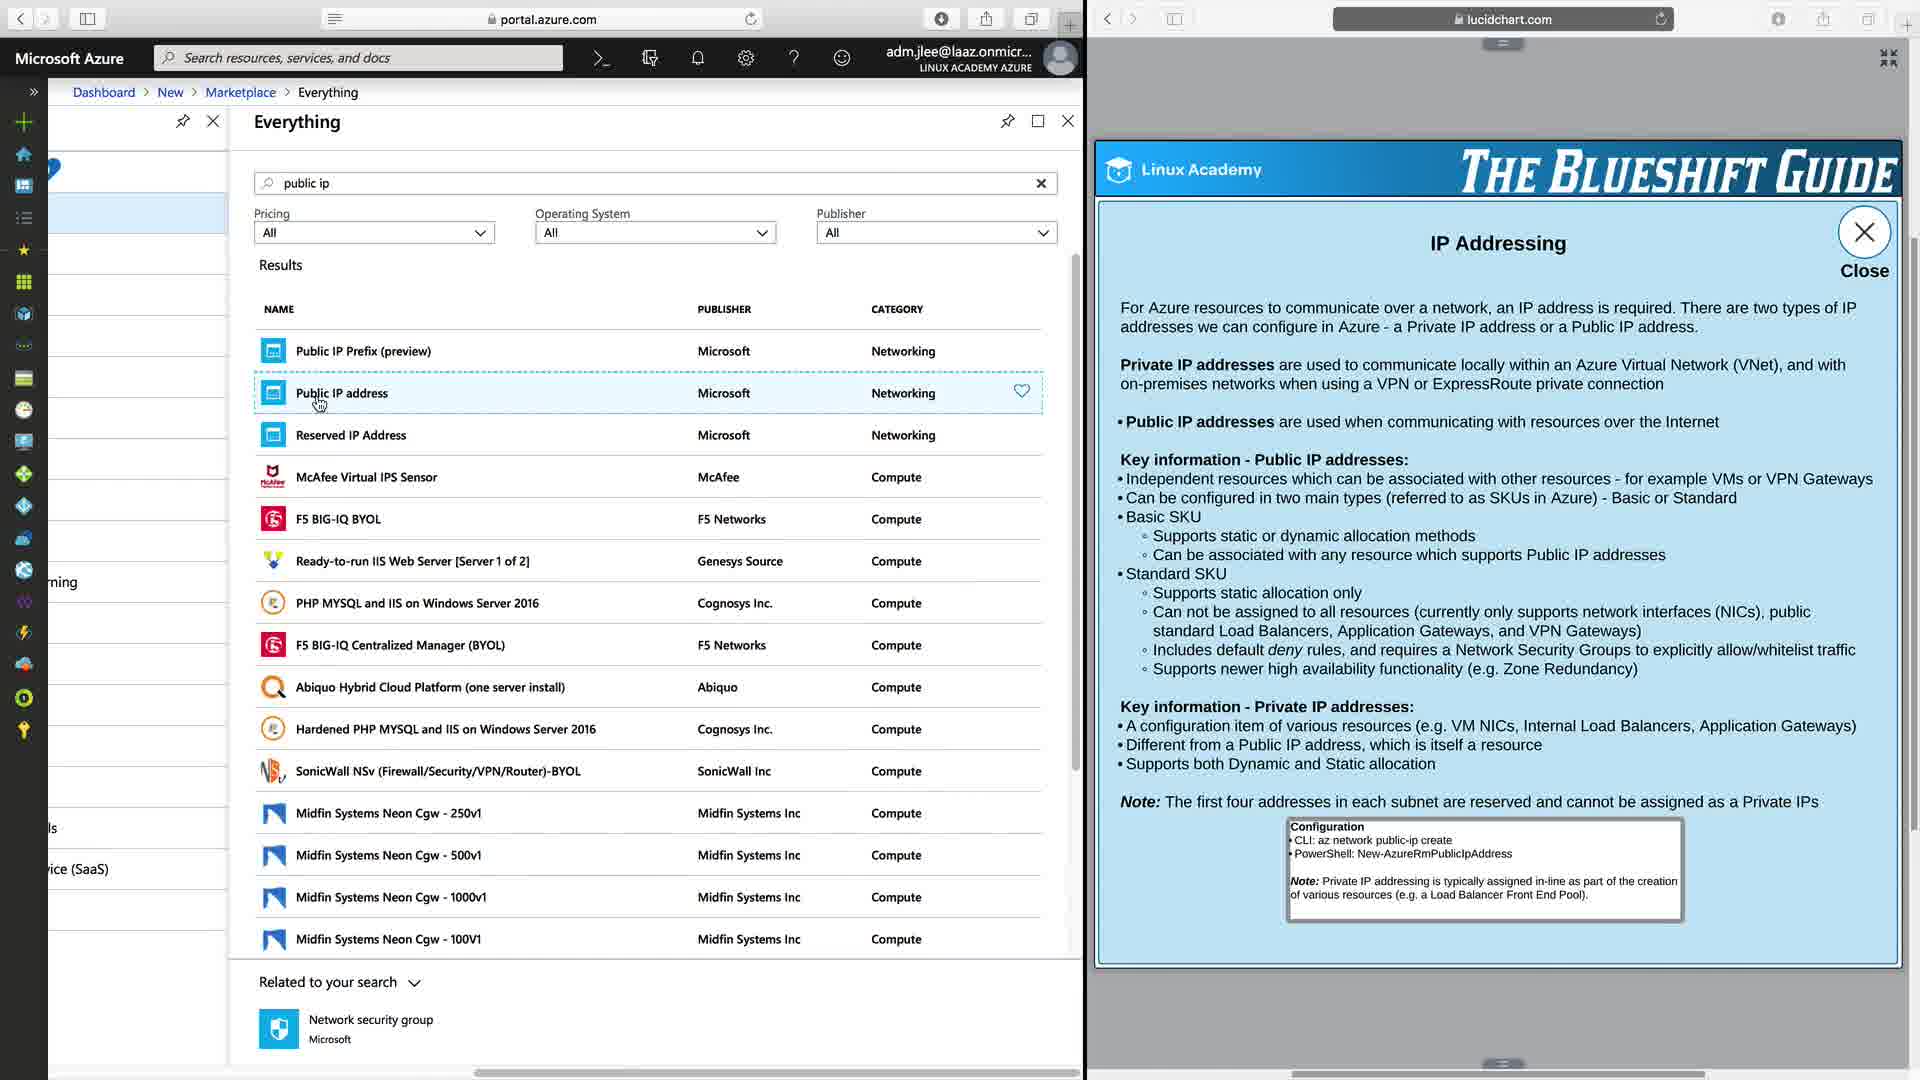 portal.azure.com
Microsoft Azure
Search resources, services, and docs
adm.jlee@laaz.onmicr...
LINUX ACADEMY AZURE
Dashboard > New > Marketplace > Everything
Everything
public ip
Pricing
All
Operating System
All
Publisher
All
Results
NAME PUBLISHER CATEGORY
Public IP Prefix (preview) Microsoft Networking
Public IP address Microsoft Networking
Reserved IP Address Microsoft Networking
McAfee Virtual IPS Sensor McAfee Compute
F5 BIG-IQ BYOL F5 Networks Compute
Ready-to-run IIS Web Server [Server 1 of 2] Genesys Source Compute
PHP MYSQL and IIS on Windows Server 2016 Cognosys Inc. Compute
F5 BIG-IQ Centralized Manager (BYOL) F5 Networks Compute
Abiquo Hybrid Cloud Platform (one server install) Abiquo Compute
Hardened PHP MYSQL and IIS on Windows Server 2016 Cognosys Inc. Compute
SonicWall NSv (Firewall/Security/VPN/Router)-BYOL SonicWall Inc Compute
Midfin Systems Neon Cgw - 250v1 Midfin Systems Inc Compute
Midfin Systems Neon Cgw - 500v1 Midfin Systems Inc Compute
Midfin Systems Neon Cgw - 1000v1 Midfin Systems Inc Compute
Midfin Systems Neon Cgw - 100V1 Midfin Systems Inc Compute
Related to your search
Network security group
Microsoft
rning
ls
vice (SaaS)
lucidchart.com
Linux Academy
THE BLUESHIFT GUIDE
IP Addressing
Close
For Azure resources to communicate over a network, an IP address is required. There are two types of IP
addresses we can configure in Azure - a Private IP address or a Public IP address.
Private IP addresses are used to communicate locally within an Azure Virtual Network (VNet), and with
on-premises networks when using a VPN or ExpressRoute private connection
• Public IP addresses are used when communicating with resources over the Internet
Key information - Public IP addresses:
• Independent resources which can be associated with other resources - for example VMs or VPN Gateways
• Can be configured in two main types (referred to as SKUs in Azure) - Basic or Standard
• Basic SKU
◦ Supports static or dynamic allocation methods
◦ Can be associated with any resource which supports Public IP addresses
• Standard SKU
◦ Supports static allocation only
◦ Can not be assigned to all resources (currently only supports network interfaces (NICs), public
standard Load Balancers, Application Gateways, and VPN Gateways)
◦ Includes default deny rules, and requires a Network Security Groups to explicitly allow/whitelist traffic
◦ Supports newer high availability functionality (e.g. Zone Redundancy)
Key information - Private IP addresses:
• A configuration item of various resources (e.g. VM NICs, Internal Load Balancers, Application Gateways)
• Different from a Public IP address, which is itself a resource
• Supports both Dynamic and Static allocation
Note: The first four addresses in each subnet are reserved and cannot be assigned as a Private IPs
Configuration
• CLI: az network public-ip create
• PowerShell: New-AzureRmPublicIpAddress
Note: Private IP addressing is typically assigned in-line as part of the creation
of various resources (e.g. a Load Balancer Front End Pool).